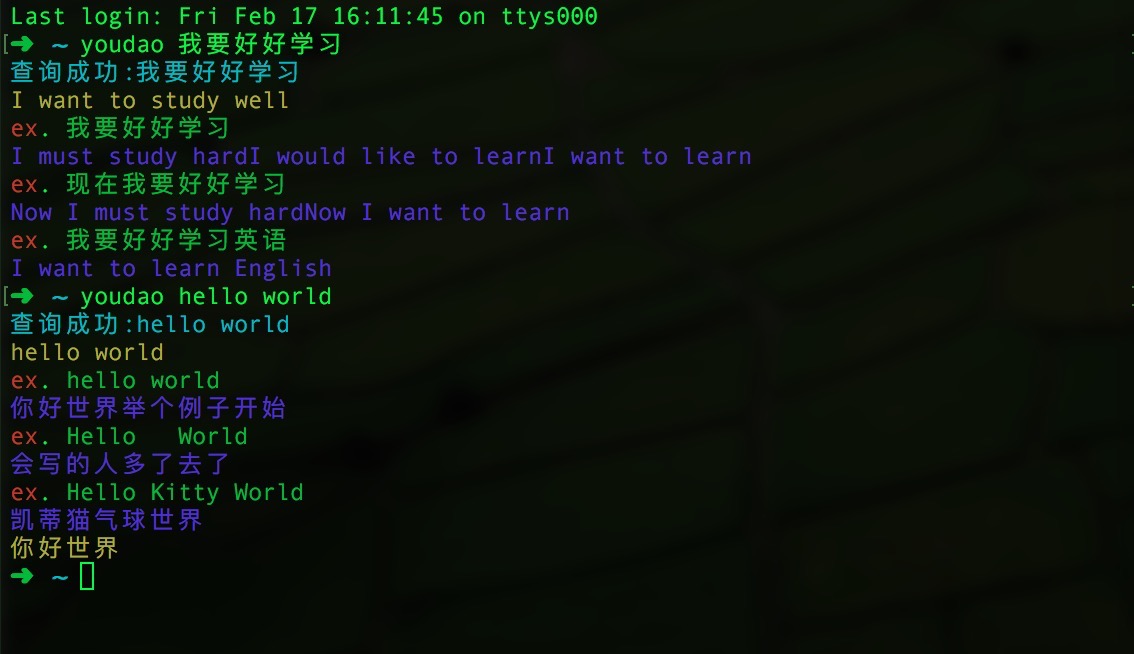 Last login: Fri Feb 17 16:11:45 on ttys000
[➜ ~ youdao 我要好好学习 ]
查询成功:我要好好学习
I want to study well
ex. 我要好好学习
I must study hardI would like to learnI want to learn
ex. 现在我要好好学习
Now I must study hardNow I want to learn
ex. 我要好好学习英语
I want to learn English
[➜ ~ youdao hello world ]
查询成功:hello world
hello world
ex. hello world
你好世界举个例子开始
ex. Hello   World
会写的人多了去了
ex. Hello Kitty World
凯蒂猫气球世界
你好世界
➜ ~